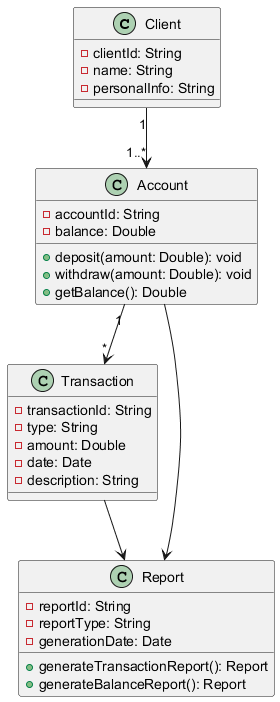 C Client
clientId: String
name: String
personalInfo: String
1
1..*
C Account
accountId: String
balance: Double
deposit(amount: Double): void
withdraw(amount: Double): void
getBalance(): Double
1
*
C Transaction
transactionId: String
type: String
amount: Double
date: Date
description: String
C Report
reportId: String
reportType: String
generationDate: Date
generateTransactionReport(): Report
generateBalanceReport(): Report